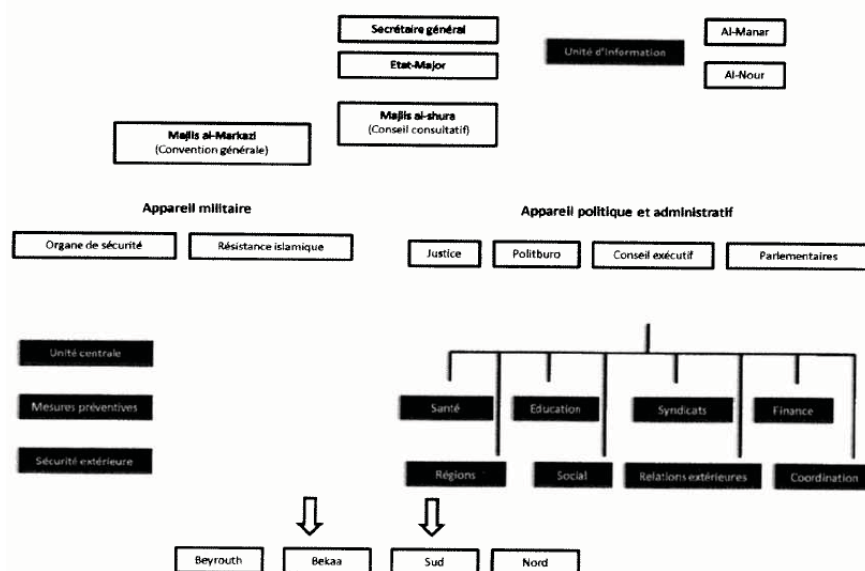 Secrétaire général
Etat-Major
Unité d'Information
Al-Manar
Al-Nour
Majlis al-shura
(Conseil consultatif)
Majlis al-Markazi
(Convention générale)
Appareil militaire
Appareil politique et administratif
Organe de sécurité
Résistance islamique
Justice
Politburo
Conseil exécutif
Parlementaires
Unité centrale
Mesures préventives
Sécurité extérieure
Santé
Education
Syndicats
Finance
Régions
Social
Relations extérieures
Coordination
Beyrouth
Bekaa
Sud
Nord